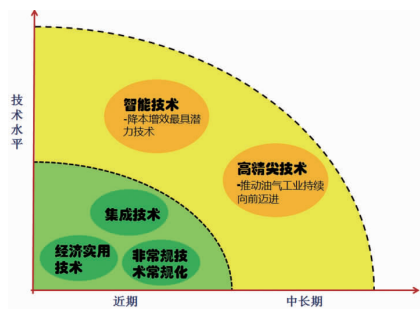 技术水平
智能技术
-降本增效最具潜
力技术
高精尖技术
-推动油气工业持续
向前迈进
集成技术
经济实用
技术
非常规技
术常规化
近期
中长期